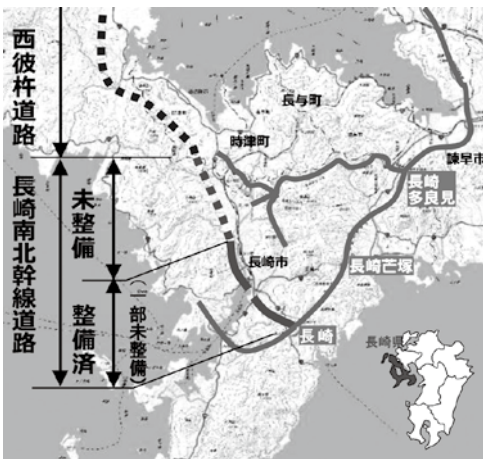 西彼杵道路
長崎南北幹線道路
未整備
整備済
(一部未整備)
長与町
時津町
諫早市
長崎
多良見
長崎芒塚
長崎市
長崎
長崎県